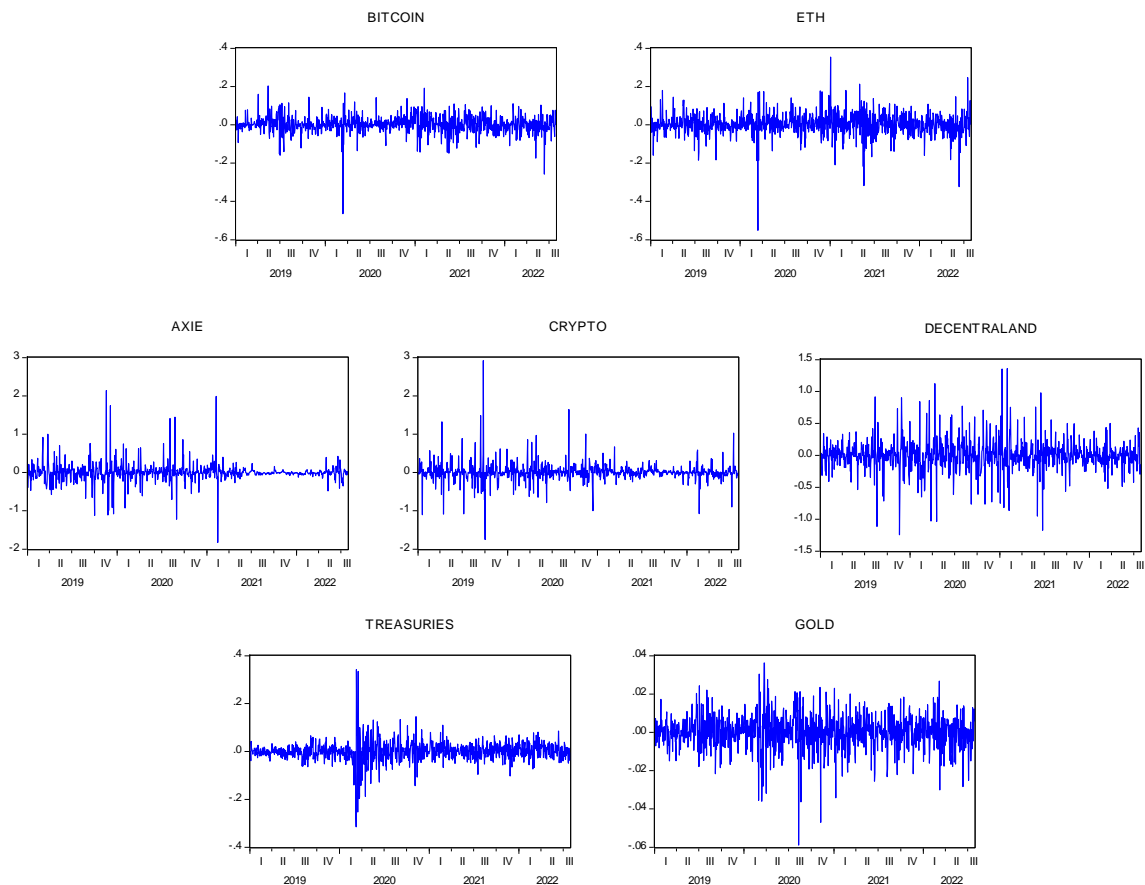 BITCOIN ETH
.4 .4
.2 .2
.0 .0
-.2 -.2
-.4 -.4
-.6 -.6
I II III IV I II III IV I II III IV I II III I II III IV I II III IV I II III IV I II III
2019 2020 2021 2022 2019 2020 2021 2022
AXIE CRYPTO DECENTRALAND
3 3 1.5
2 2 1.0
1 1 0.5
0 0 0.0
-1 -1 -0.5
-2 -2 -1.0
-1.5
I II III IV I II III IV I II III IV I II III I II III IV I II III IV I II III IV I II III I II III IV I II III IV I II III IV I II III
2019 2020 2021 2022 2019 2020 2021 2022 2019 2020 2021 2022
TREASURIES GOLD
.4 .04
.2 .02
.0 .00
-.2 -.02
-.4 -.04
-.06
I II III IV I II III IV I II III IV I II III I II III IV I II III IV I II III IV I II III
2019 2020 2021 2022 2019 2020 2021 2022